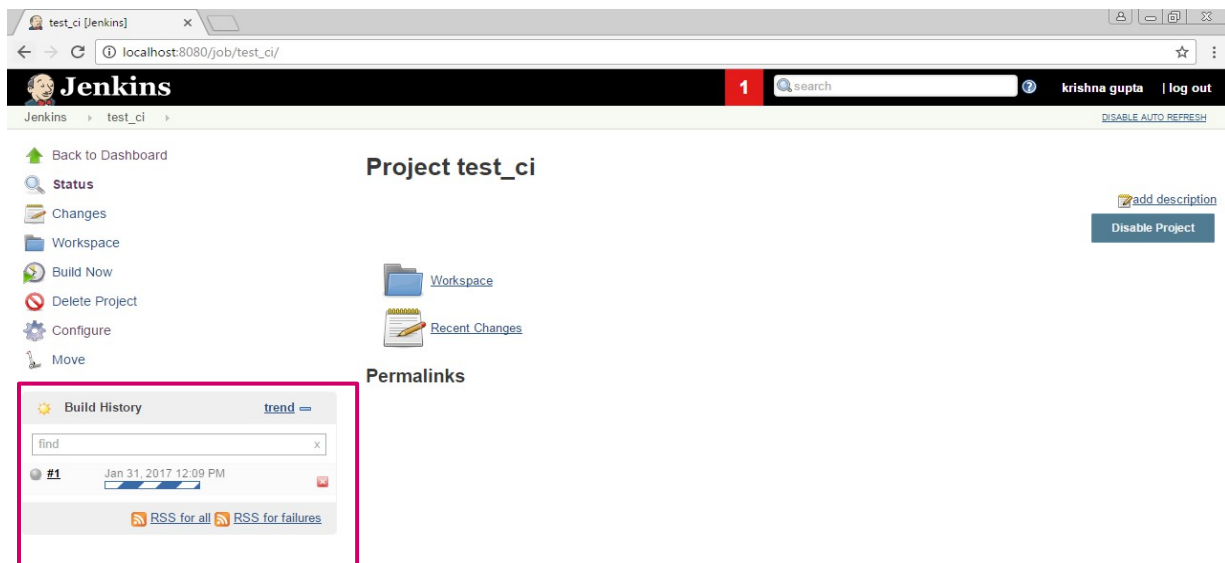 test_ci [Jenkins]
localhost:8080/job/test_ci/
Jenkins
1
search
krishna gupta | log out
Jenkins test_ci
DISABLE AUTO REFRESH
Back to Dashboard
Status
Changes
Workspace
Build Now
Delete Project
Configure
Move
Project test_ci
add description
Disable Project
Workspace
Recent Changes
Permalinks
Build History trend
find x
#1 Jan 31, 2017 12:09 PM
RSS for all RSS for failures